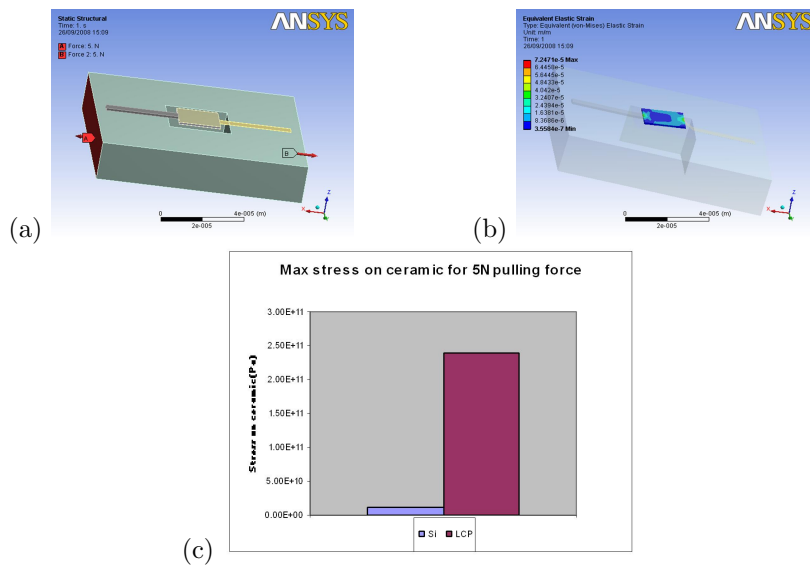 Static Structural
Time: 1. s
26/09/2008 15:09
A Force: 5. N
B Force 2: 5. N
ANSYS
A
B
Z
X
0
4e-005 (m)
2e-005
(a)
Equivalent Elastic Strain
Type: Equivalent (von-Mises) Elastic Strain
Unit: m/m
Time: 1
26/09/2008 15:09
7.2471e-5 Max
6.4458e-5
5.6445e-5
4.8433e-5
4.042e-5
3.2407e-5
2.4394e-5
1.6381e-5
8.3686e-6
3.5584e-7 Min
ANSYS
Z
X
0
4e-005 (m)
2e-005
(b)
Max stress on ceramic for 5N pulling force
Stress on ceramic(Pa)
3.00E+11
2.50E+11
2.00E+11
1.50E+11
1.00E+11
5.00E+10
0.00E+00
Si LCP
(c)